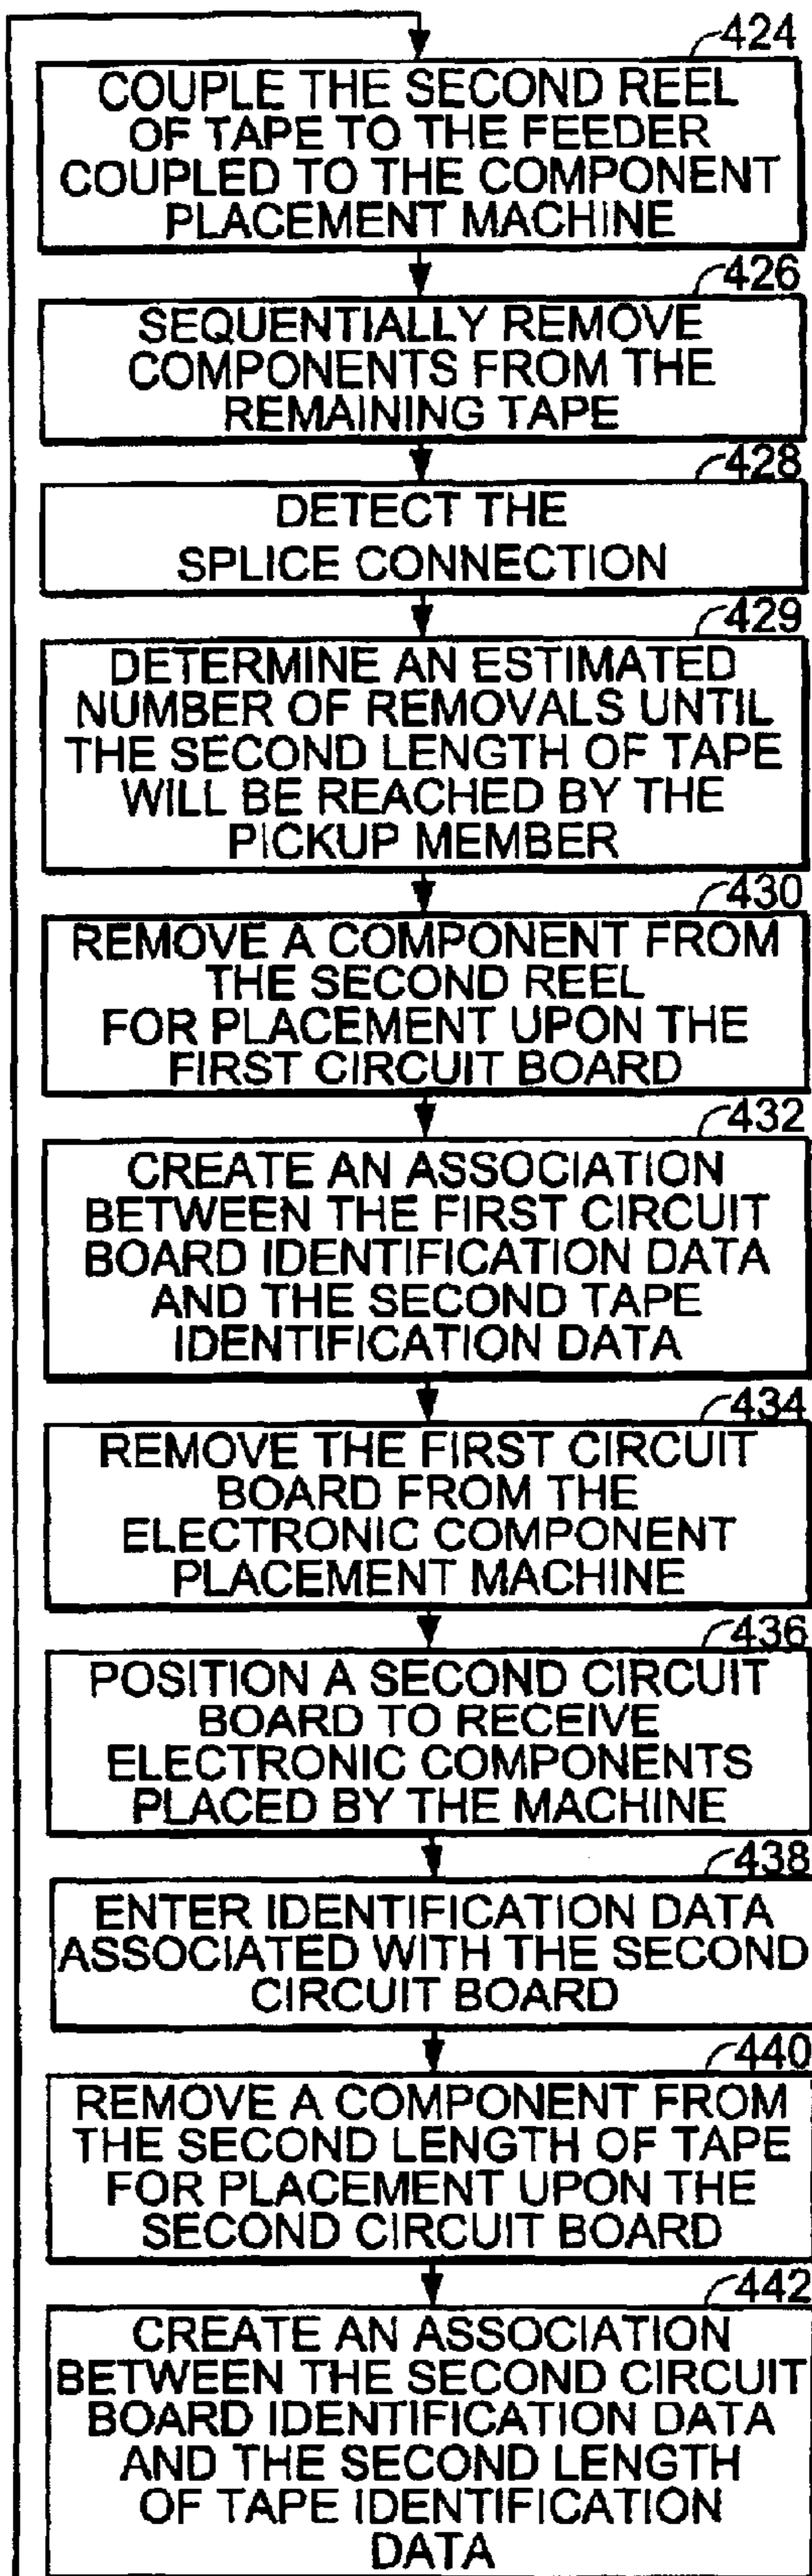 424
COUPLE THE SECOND REEL
OF TAPE TO THE FEEDER
COUPLED TO THE COMPONENT
PLACEMENT MACHINE
426
SEQUENTIALLY REMOVE
COMPONENTS FROM THE
REMAINING TAPE
428
DETECT THE
SPLICE CONNECTION
429
DETERMINE AN ESTIMATED
NUMBER OF REMOVALS UNTIL
THE SECOND LENGTH OF TAPE
WILL BE REACHED BY THE
PICKUP MEMBER
430
REMOVE A COMPONENT FROM
THE SECOND REEL
FOR PLACEMENT UPON THE
FIRST CIRCUIT BOARD
432
CREATE AN ASSOCIATION
BETWEEN THE FIRST CIRCUIT
BOARD IDENTIFICATION DATA
AND THE SECOND TAPE
IDENTIFICATION DATA
434
REMOVE THE FIRST CIRCUIT
BOARD FROM THE
ELECTRONIC COMPONENT
PLACEMENT MACHINE
436
POSITION A SECOND CIRCUIT
BOARD TO RECEIVE
ELECTRONIC COMPONENTS
PLACED BY THE MACHINE
438
ENTER IDENTIFICATION DATA
ASSOCIATED WITH THE SECOND
CIRCUIT BOARD
440
REMOVE A COMPONENT FROM
THE SECOND LENGTH OF TAPE
FOR PLACEMENT UPON THE
SECOND CIRCUIT BOARD
442
CREATE AN ASSOCIATION
BETWEEN THE SECOND CIRCUIT
BOARD IDENTIFICATION DATA
AND THE SECOND LENGTH
OF TAPE IDENTIFICATION
DATA